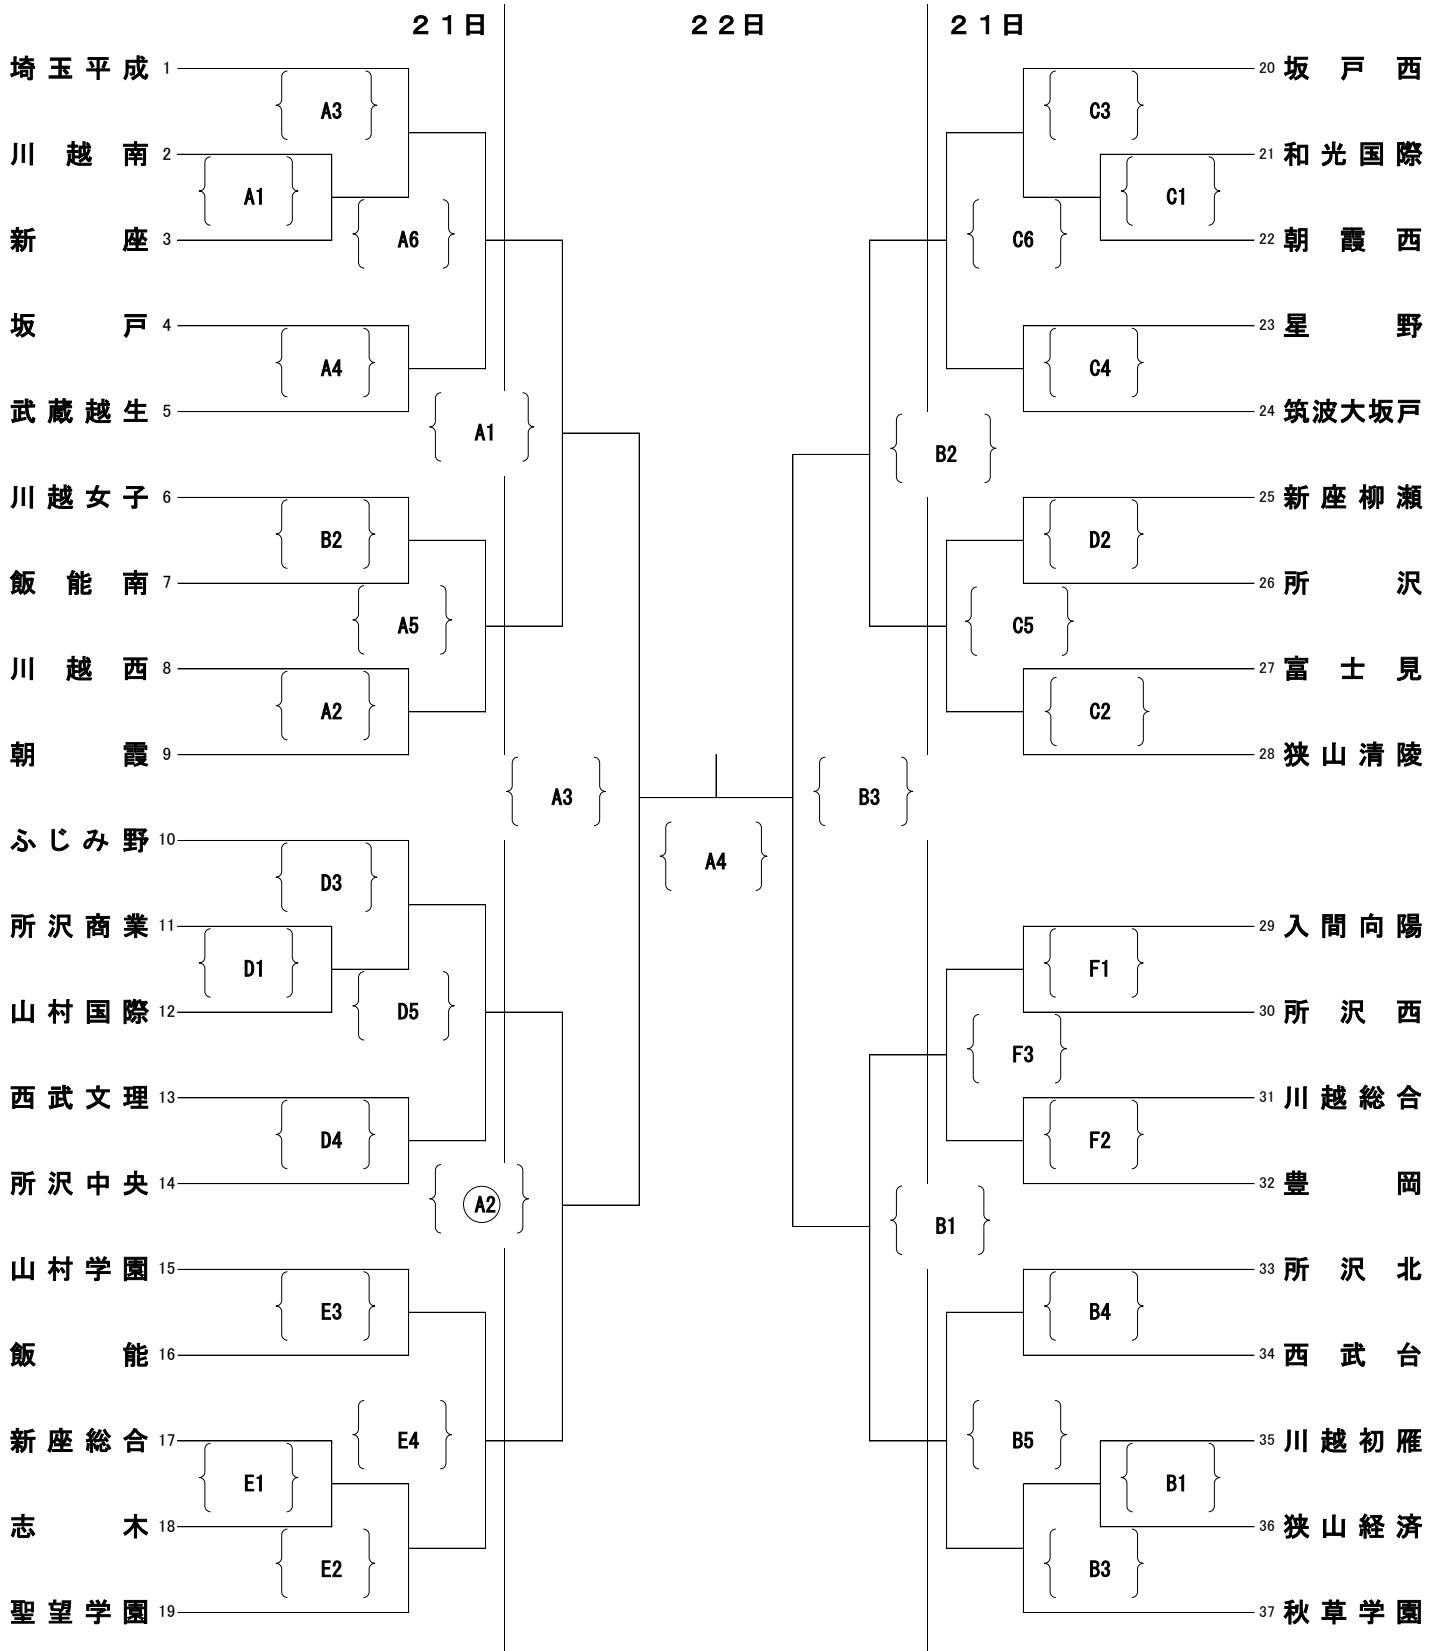 ２１日 ２２日 ２１日
埼玉平成 1
A3
川越南 2
A1
新座 3
A6
坂戸 4
A4
武蔵越生 5
A1
川越女子 6
B2
飯能南 7
A5
川越西 8
A2
朝霞 9
A3
ふじみ野 10
D3
所沢商業 11
D1
山村国際 12
D5
西武文理 13
D4
所沢中央 14
A2
山村学園 15
E3
飯能 16
新座総合 17
E4
E1
志木 18
E2
聖望学園 19
A4
20 坂戸西
C3
21 和光国際
C1
22 朝霞西
C6
23 星野
C4
24 筑波大坂戸
B2
25 新座柳瀬
D2
26 所沢
C5
27 富士見
C2
28 狭山清陵
B3
29 入間向陽
F1
30 所沢西
F3
31 川越総合
F2
32 豊岡
B1
33 所沢北
B4
34 西武台
35 川越初雁
B5
B1
36 狭山経済
B3
37 秋草学園